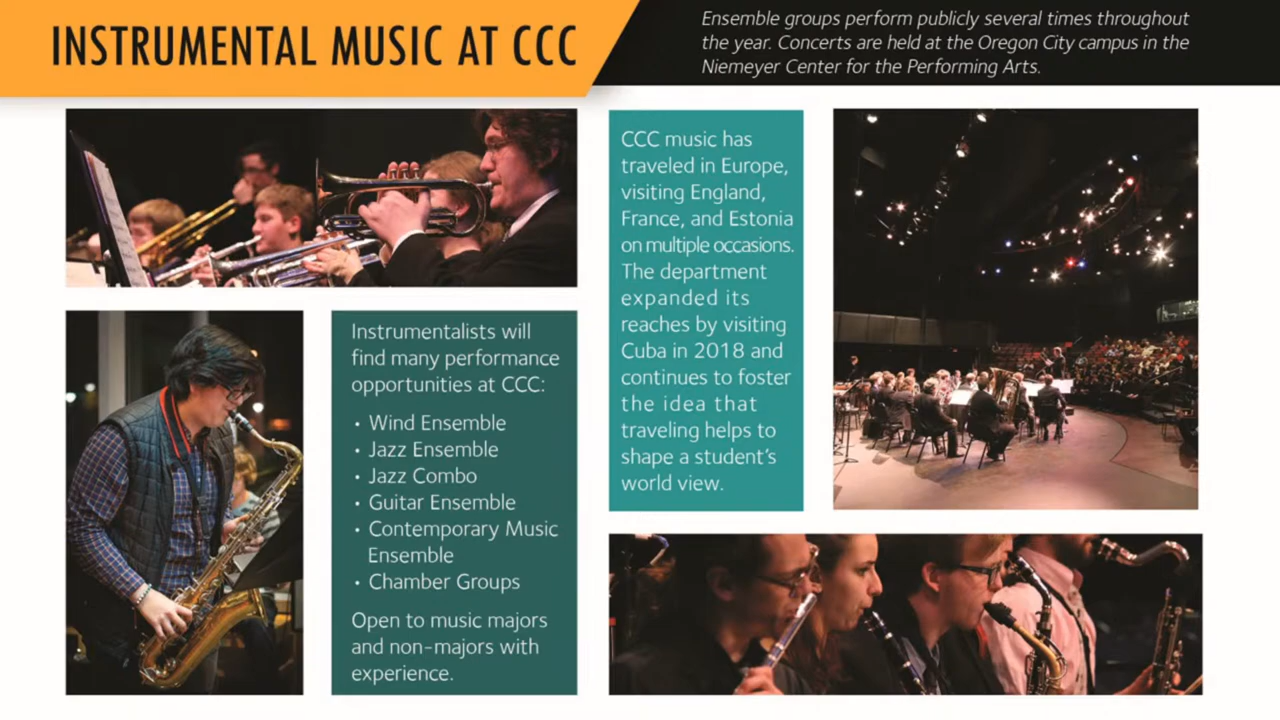 INSTRUMENTAL MUSIC AT CCC
Ensemble groups perform publicly several times throughout
the year. Concerts are held at the Oregon City campus in the
Niemeyer Center for the Performing Arts.
CCC music has
traveled in Europe,
visiting England,
France, and Estonia
on multiple occasions.
The department
expanded its
reaches by visiting
Cuba in 2018 and
continues to foster
the idea that
traveling helps to
shape a student's
world view.
Instrumentalists will
find many performance
opportunities at CCC:
• Wind Ensemble
• Jazz Ensemble
• Jazz Combo
• Guitar Ensemble
• Contemporary Music
Ensemble
• Chamber Groups
Open to music majors
and non-majors with
experience.